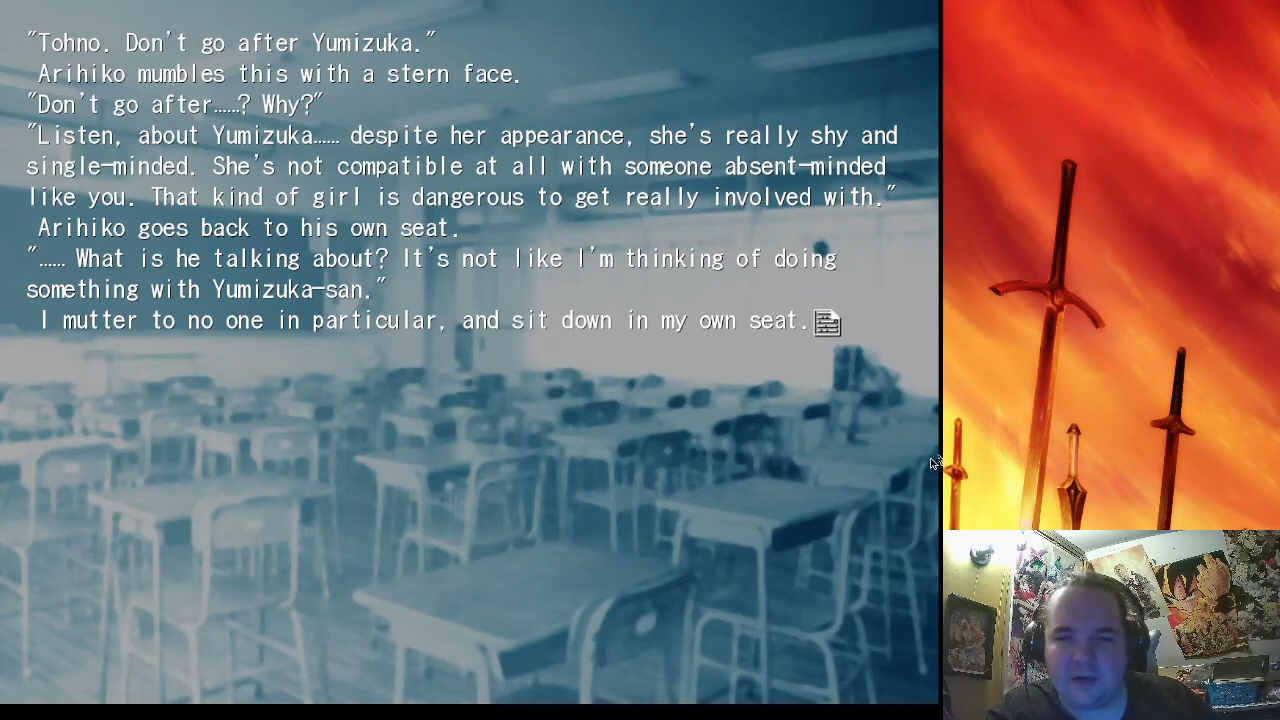 "Tohno. Don't go after Yumizuka."
Arihiko mumbles this with a stern face.
"Don't go after……? Why?"
"Listen, about Yumizuka…… despite her appearance, she's really shy and
single―minded. She's not compatible at all with someone absent―minded
like you. That kind of girl is dangerous to get really involved with."
Arihiko goes back to his own seat.
"…… What is he talking about? It's not like I'm thinking of doing
something with Yumizuka―san."
I mutter to no one in particular, and sit down in my own seat.